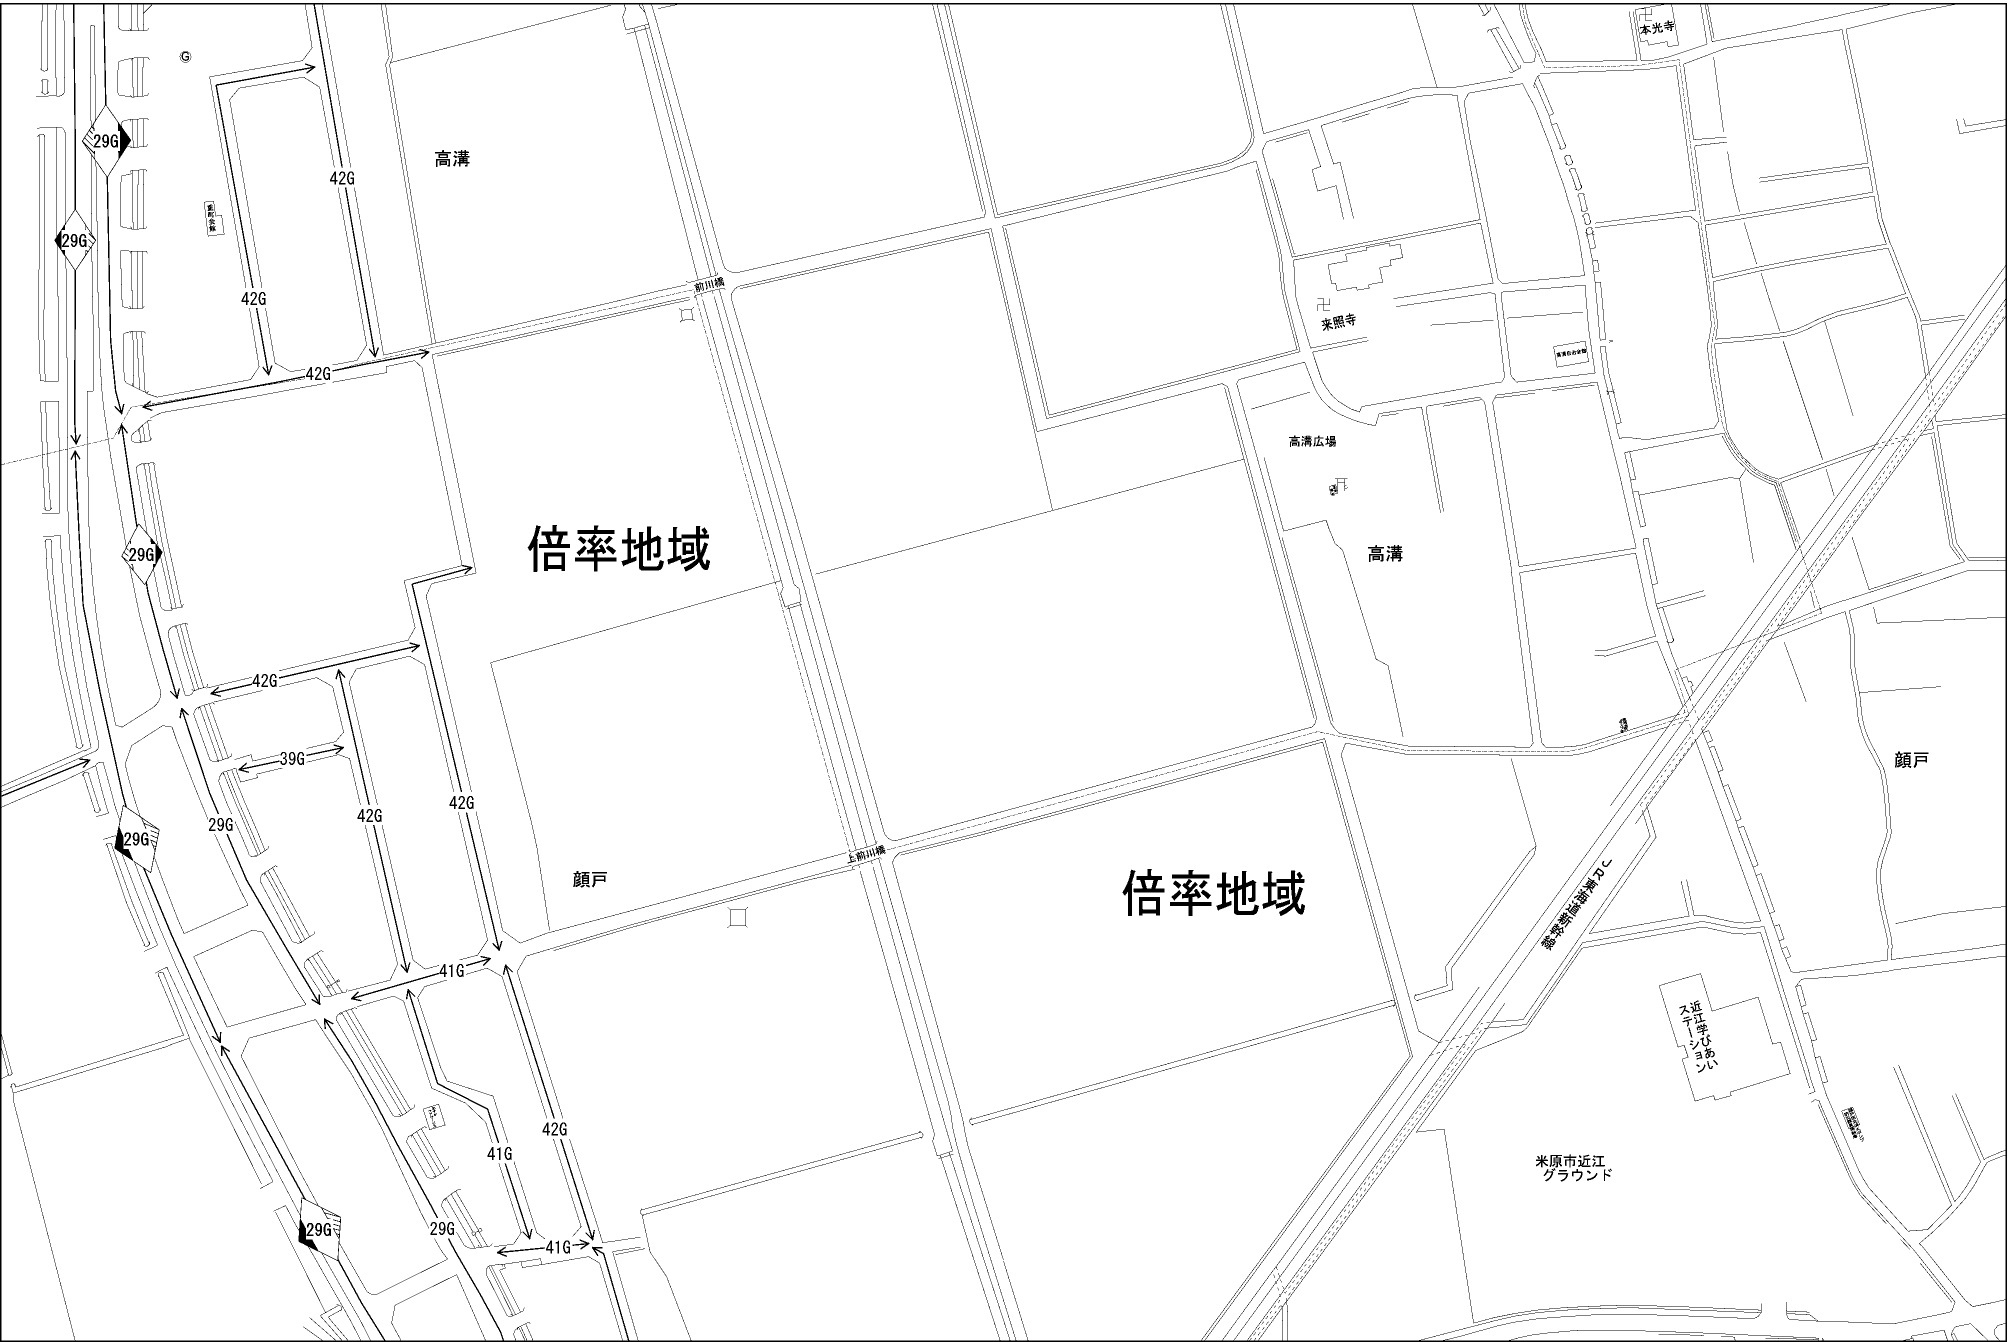 本光寺
G
29G
高溝
42G
29G
42G
前川橋
来照寺
42G
高溝広場
倍率地域
29G
高溝
42G
39G
顔戸
42G
42G
29G
29G
上前川橋
顔戸
倍率地域
JR東海道新幹線
41G
近江学びあい
ステーション
42G
41G
米原市近江
グラウンド
29G
29G
41G